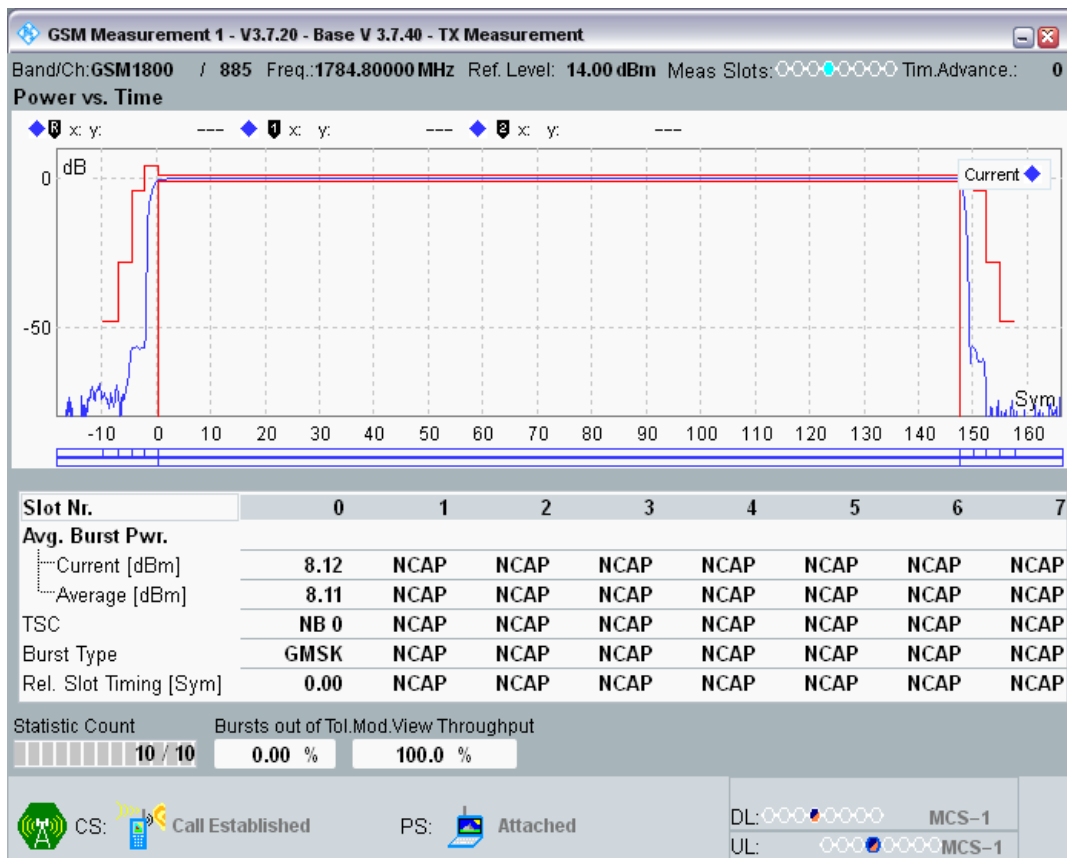 GSM Measurement 1 - V3.7.20 - Base V 3.7.40 - TX Measurement
Band/Ch:GSM1800 / 885 Freq.:1784.80000 MHz Ref. Level: 14.00 dBm Meas Slots: Tim.Advance.: 0
Power vs. Time
R x: y: --- 1 x: y: --- 2 x: y: ---
dB
Current
0
-50
Sym
-10 0 10 20 30 40 50 60 70 80 90 100 110 120 130 140 150 160
Slot Nr. 0 1 2 3 4 5 6 7
Avg. Burst Pwr.
Current [dBm] 8.12 NCAP NCAP NCAP NCAP NCAP NCAP NCAP
Average [dBm] 8.11 NCAP NCAP NCAP NCAP NCAP NCAP NCAP
TSC NB 0 NCAP NCAP NCAP NCAP NCAP NCAP NCAP
Burst Type GMSK NCAP NCAP NCAP NCAP NCAP NCAP NCAP
Rel. Slot Timing [Sym] 0.00 NCAP NCAP NCAP NCAP NCAP NCAP NCAP
Statistic Count Bursts out of Tol.Mod.View Throughput
10 / 10 0.00 % 100.0 %
CS: Call Established PS: Attached
DL: MCS-1
UL: MCS-1